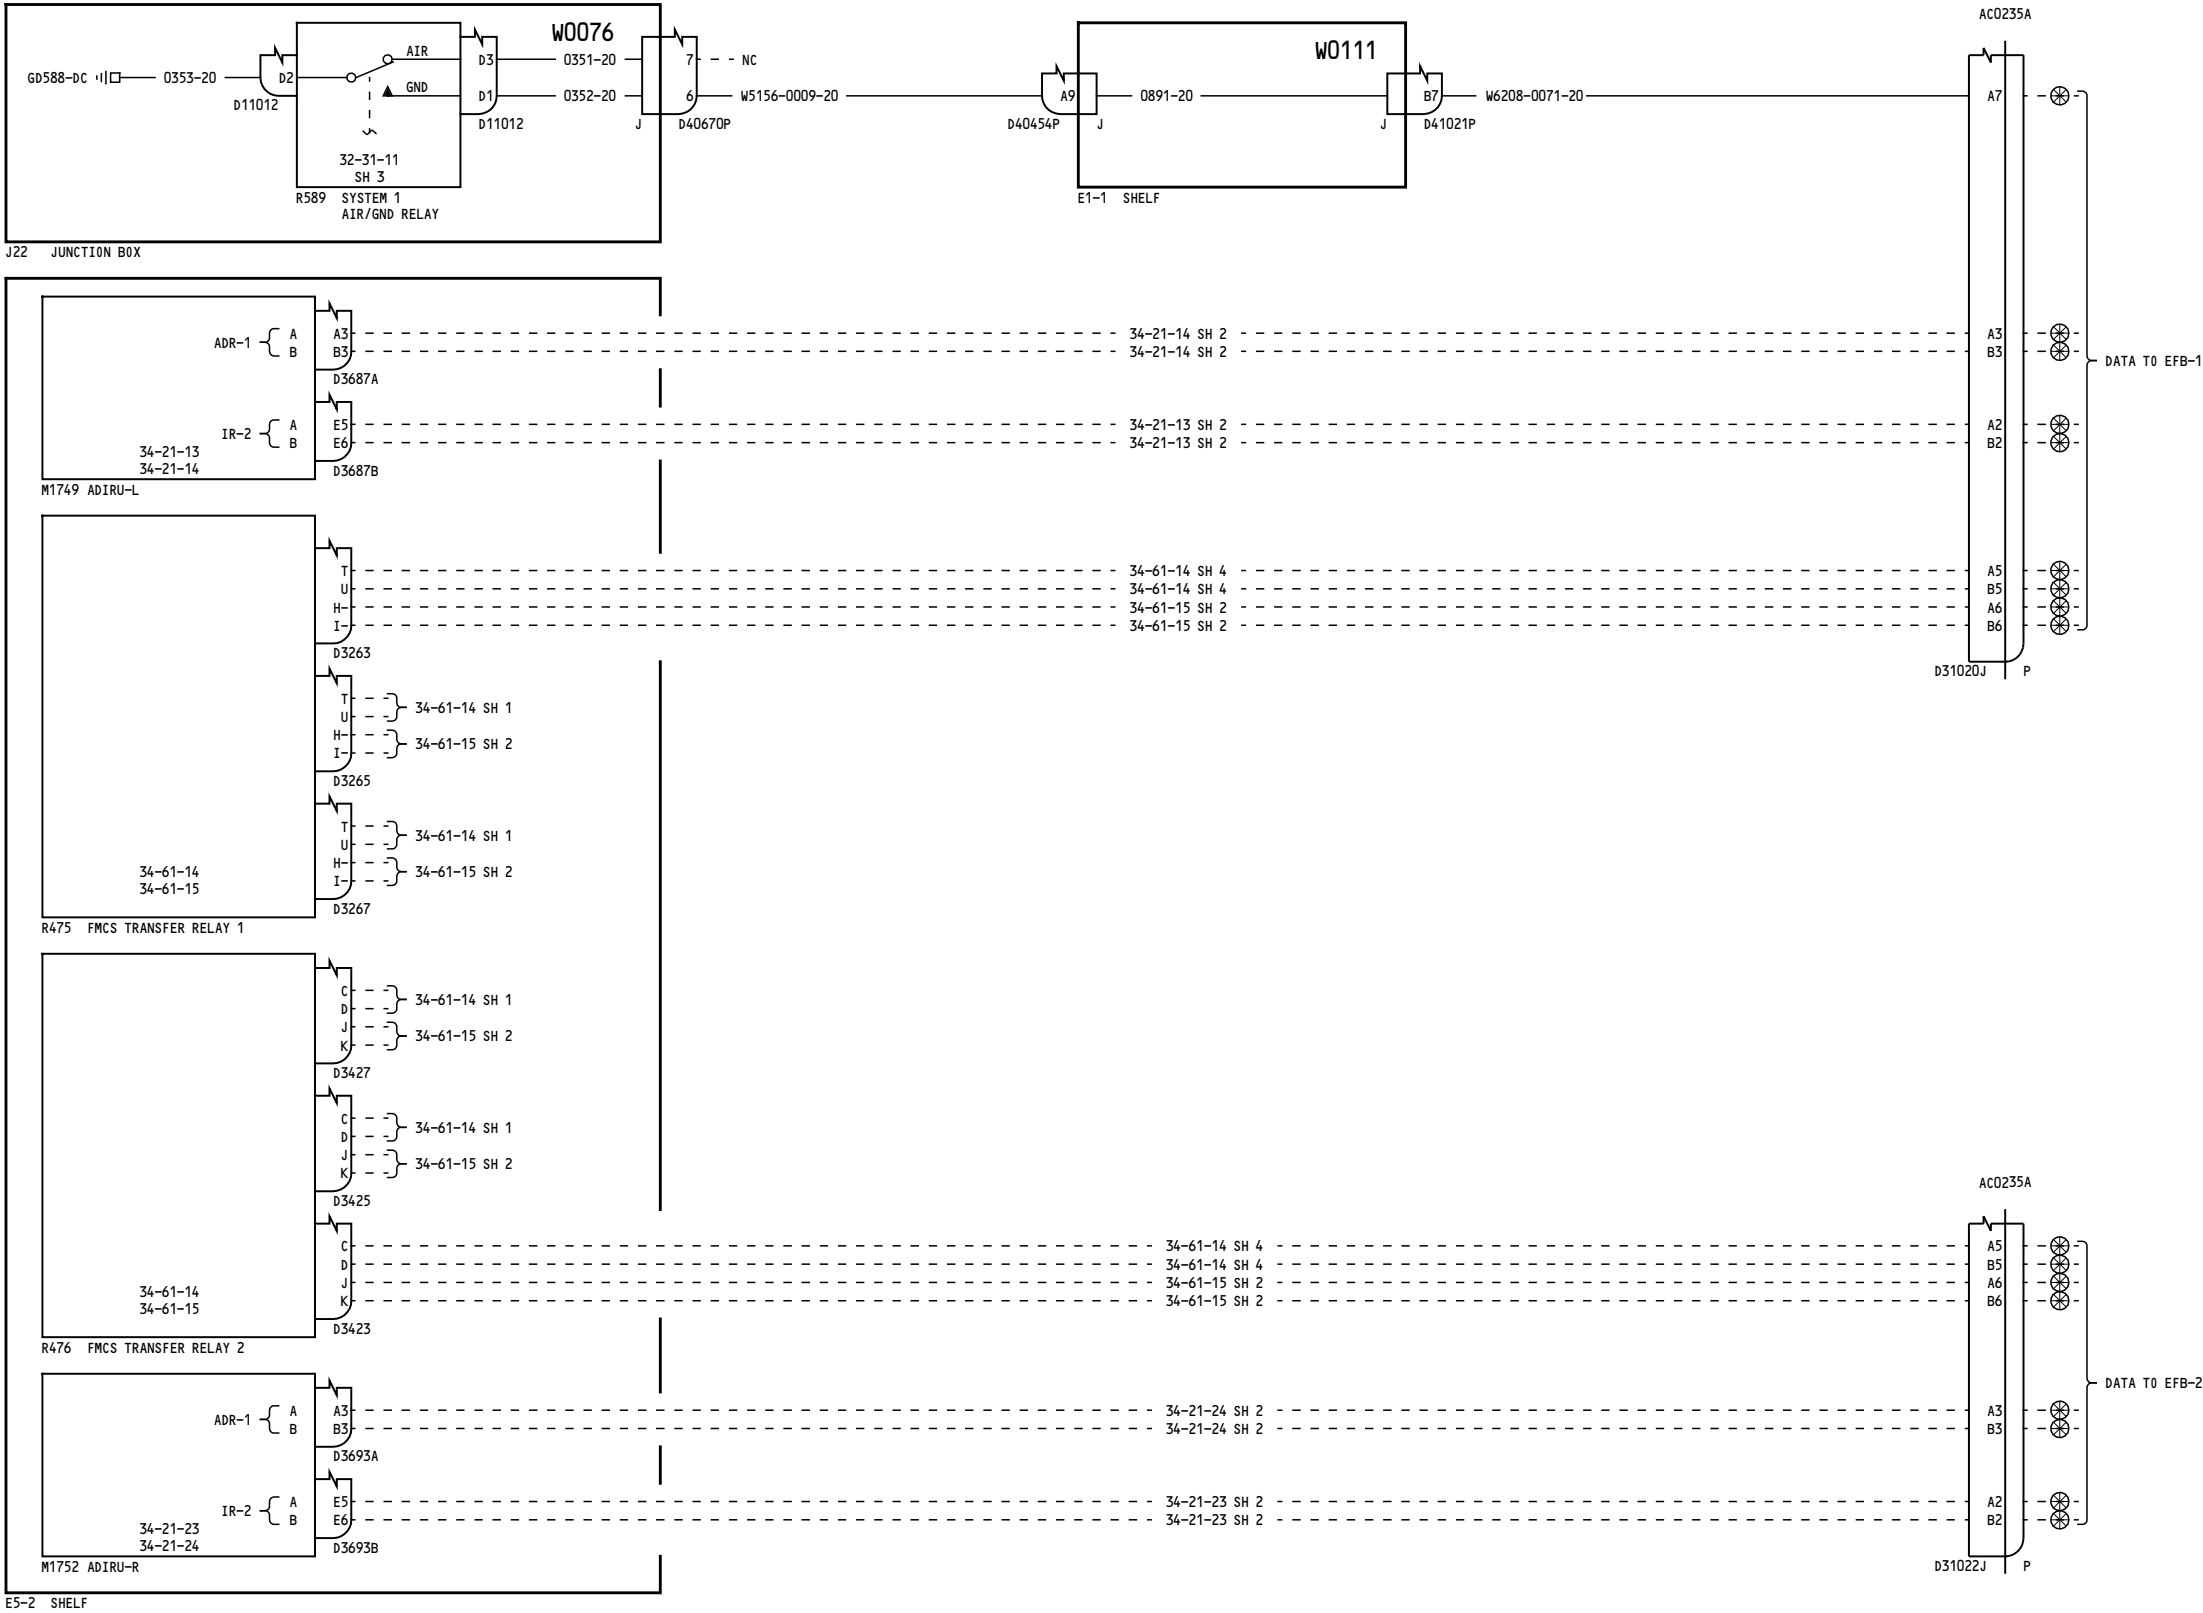 AC0235A
W0076
W0111
AIR
GND
GD588-DC
0353-20
D2
D11012
D3
0351-20
7
NC
D1
0352-20
6
W5156-0009-20
A9
0891-20
B7
W6208-0071-20
A7
D11012
J
D40670P
D40454P
J
J
D41021P
32-31-11
SH 3
R589 SYSTEM 1
AIR/GND RELAY
E1-1 SHELF
J22 JUNCTION BOX
ADR-1
A
A3
34-21-14 SH 2
A3
B
B3
34-21-14 SH 2
B3
DATA TO EFB-1
D3687A
IR-2
A
E5
34-21-13 SH 2
A2
B
E6
34-21-13 SH 2
B2
34-21-13
34-21-14
D3687B
M1749 ADIRU-L
T
34-61-14 SH 4
A5
U
34-61-14 SH 4
B5
H-
34-61-15 SH 2
A6
I-
34-61-15 SH 2
B6
D3263
D31020J
P
T
U
34-61-14 SH 1
H-
I-
34-61-15 SH 2
D3265
T
U
34-61-14 SH 1
H-
I-
34-61-15 SH 2
34-61-14
34-61-15
D3267
R475 FMCS TRANSFER RELAY 1
C
D
34-61-14 SH 1
J
K
34-61-15 SH 2
D3427
C
D
34-61-14 SH 1
J
K
34-61-15 SH 2
D3425
AC0235A
C
34-61-14 SH 4
A5
D
34-61-14 SH 4
B5
J
34-61-15 SH 2
A6
K
34-61-15 SH 2
B6
34-61-14
34-61-15
D3423
R476 FMCS TRANSFER RELAY 2
DATA TO EFB-2
ADR-1
A
A3
34-21-24 SH 2
A3
B
B3
34-21-24 SH 2
B3
D3693A
IR-2
A
E5
34-21-23 SH 2
A2
B
E6
34-21-23 SH 2
B2
34-21-23
34-21-24
D3693B
M1752 ADIRU-R
D31022J
P
E5-2 SHELF